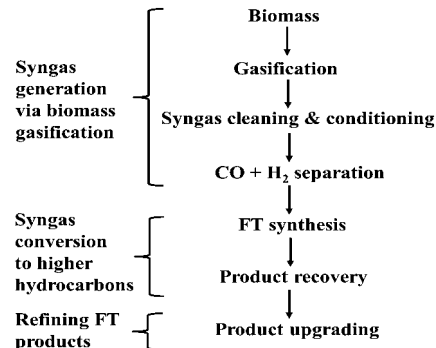 Biomass
Syngas
generation
via biomass
gasification
Gasification
Syngas cleaning & conditioning
CO + H₂ separation
Syngas
conversion
to higher
hydrocarbons
FT synthesis
Product recovery
Refining FT
products
Product upgrading